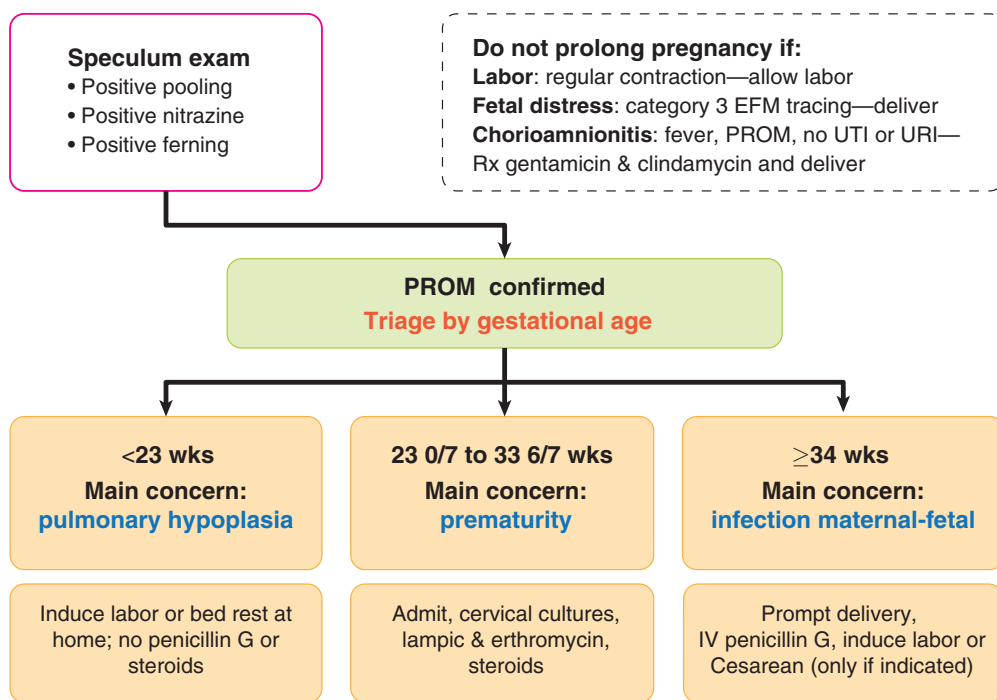 Speculum exam
• Positive pooling
• Positive nitrazine
• Positive ferning
Do not prolong pregnancy if:
Labor: regular contraction—allow labor
Fetal distress: category 3 EFM tracing—deliver
Chorioamnionitis: fever, PROM, no UTI or URI—
Rx gentamicin & clindamycin and deliver
PROM confirmed
Triage by gestational age
<23 wks
Main concern:
pulmonary hypoplasia
23 0/7 to 33 6/7 wks
Main concern:
prematurity
≥34 wks
Main concern:
infection maternal-fetal
Induce labor or bed rest at
home; no penicillin G or
steroids
Admit, cervical cultures,
lampic & erthromycin,
steroids
Prompt delivery,
IV penicillin G, induce labor or
Cesarean (only if indicated)